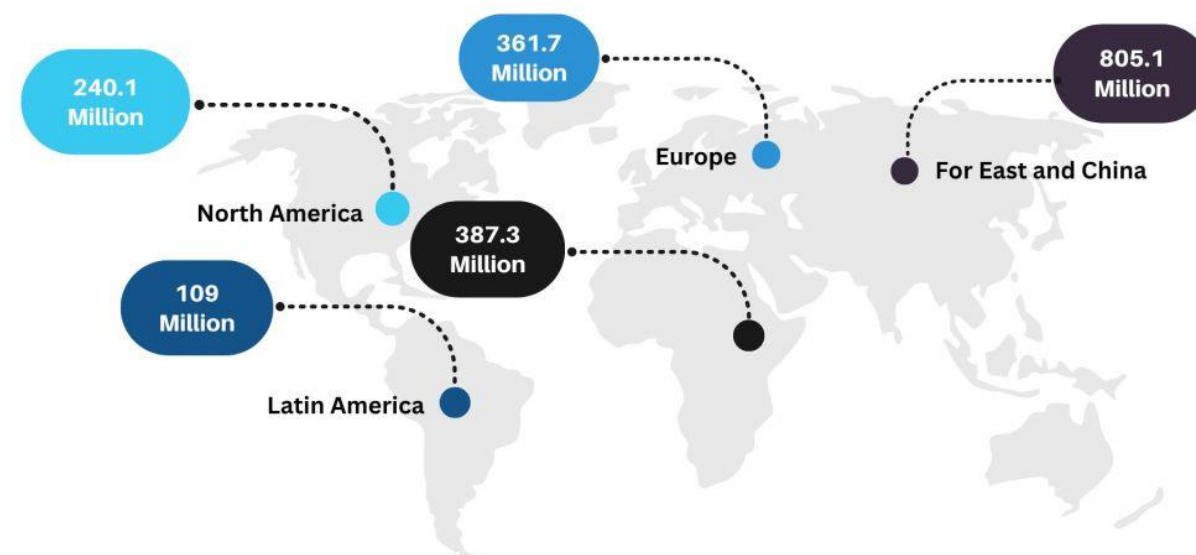 240.1
Million
North America
361.7
Million
Europe
805.1
Million
For East and China
387.3
Million
109
Million
Latin America